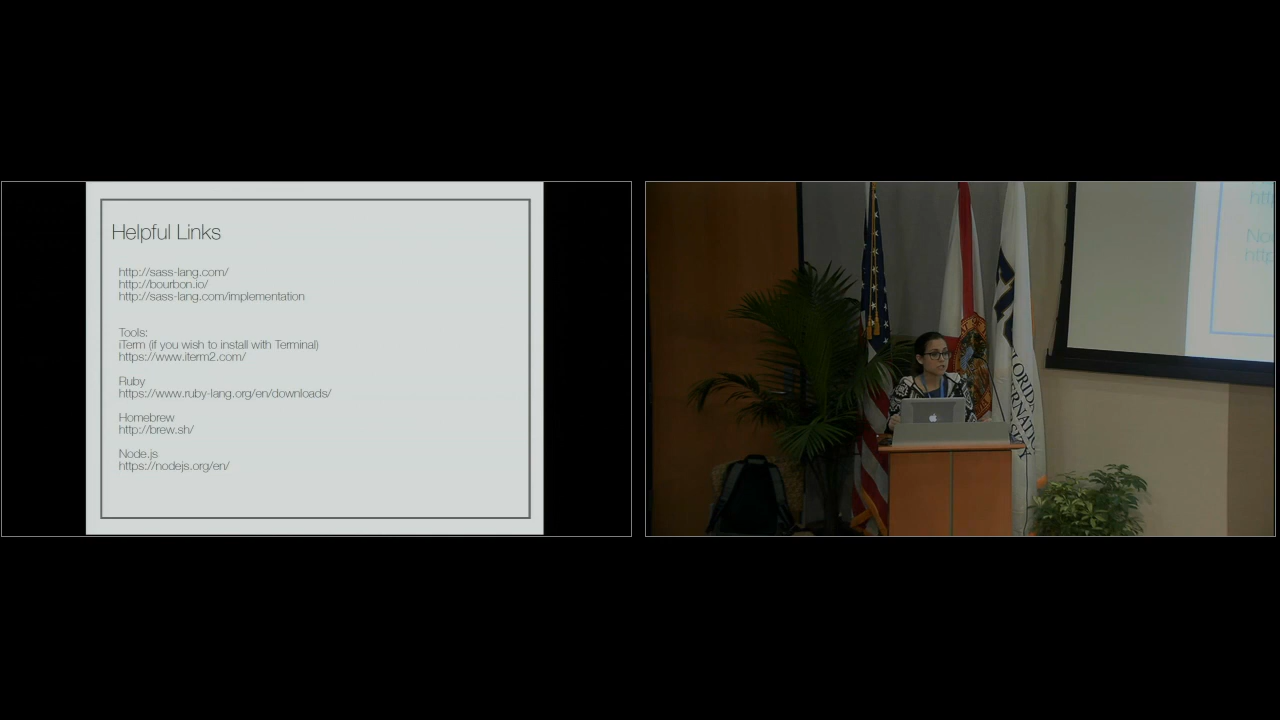 Helpful Links
http://sass-lang.com/
http://bourbon.io/
http://sass-lang.com/implementation
Tools:
iTerm (if you wish to install with Terminal)
https://www.iterm2.com/
Ruby
https://www.ruby-lang.org/en/downloads/
Homebrew
http://brew.sh/
Node.js
https://nodejs.org/en/